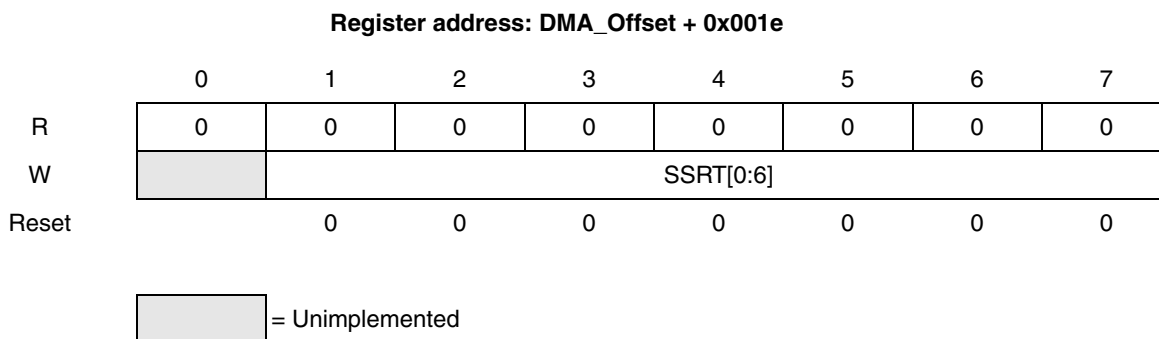 Register address: DMA_Offset + 0x001e
0 1 2 3 4 5 6 7
R 0 0 0 0 0 0 0 0
W SSRT[0:6]
Reset 0 0 0 0 0 0 0
= Unimplemented